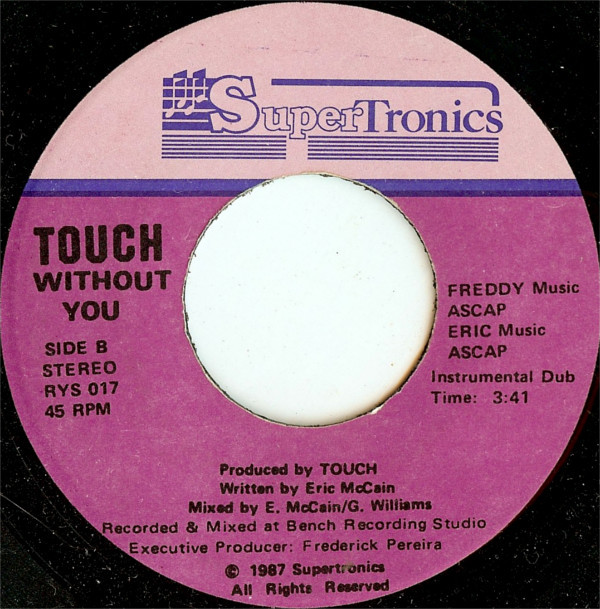 SuperTronics
TOUCH
WITHOUT
YOU
SIDE B
STEREO
RYS 017
45 RPM
FREDDY Music
ASCAP
ERIC Music
ASCAP
Instrumental Dub
Time: 3:41
Produced by TOUCH
Written by Eric McCain
Mixed by E. McCain/G. Williams
Recorded & Mixed at Bench Recording Studio
Executive Producer: Frederick Pereira
© 1987 Supertronics
All Rights Reserved